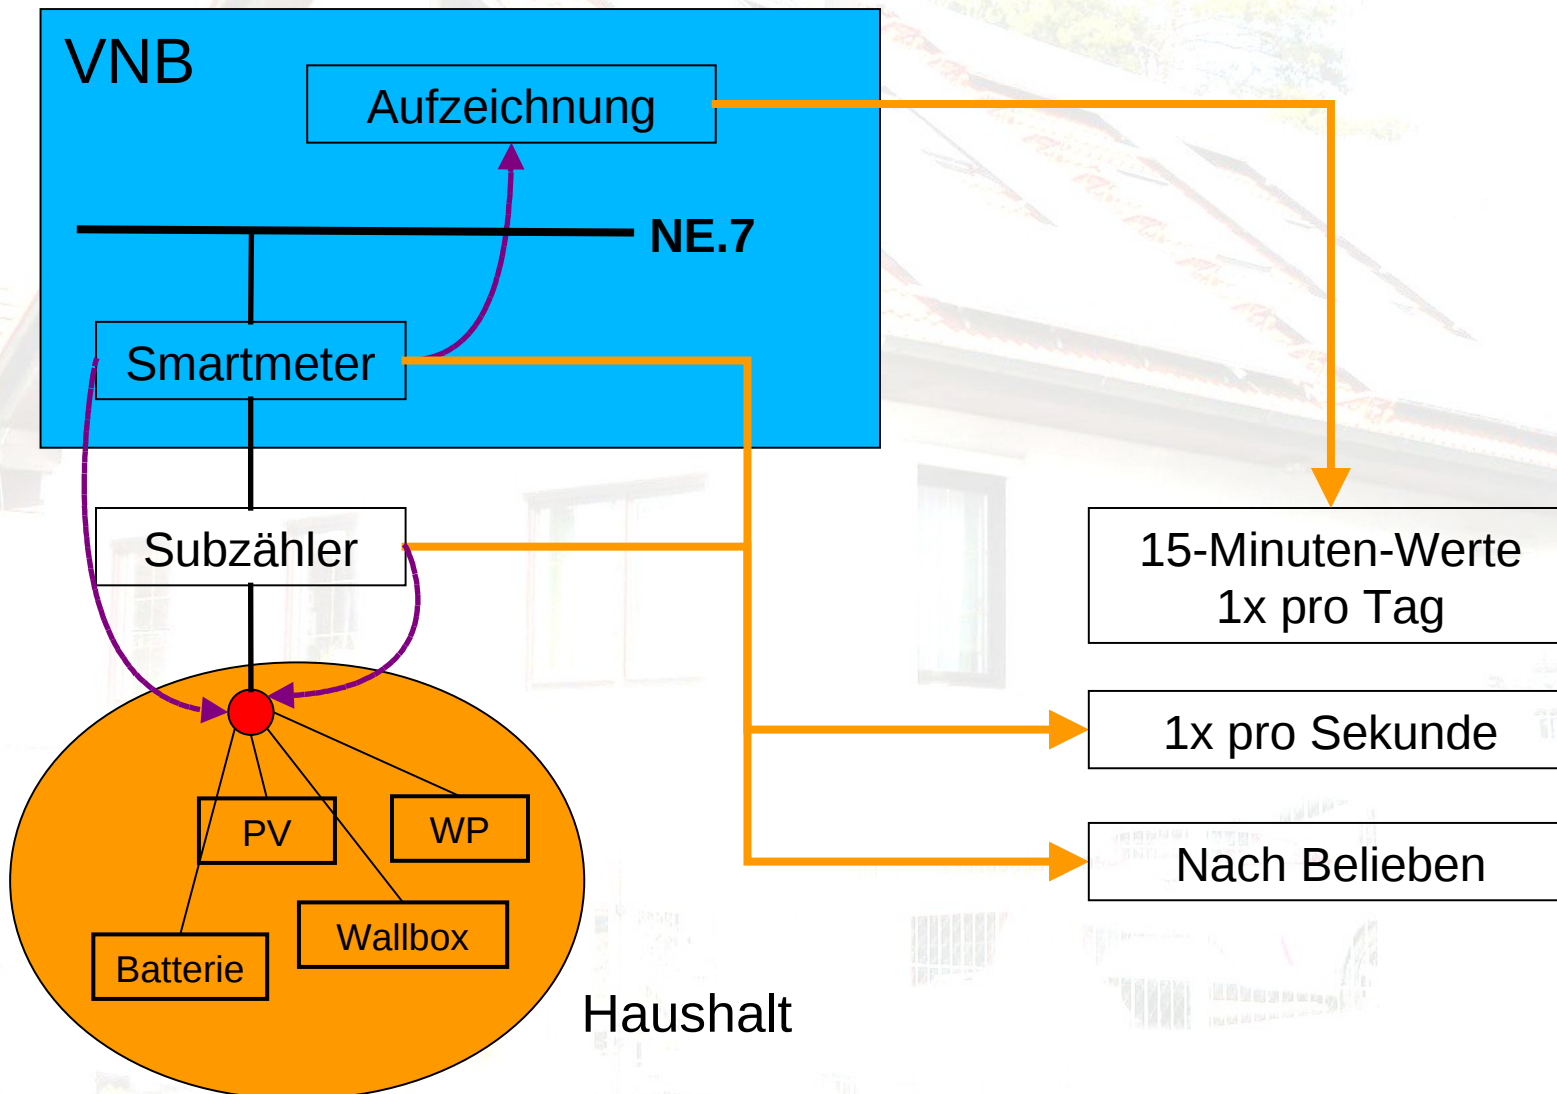 VNB
Aufzeichnung
NE.7
Smartmeter
Subzähler
15-Minuten-Werte
1x pro Tag
1x pro Sekunde
Nach Belieben
PV
WP
Wallbox
Batterie
Haushalt